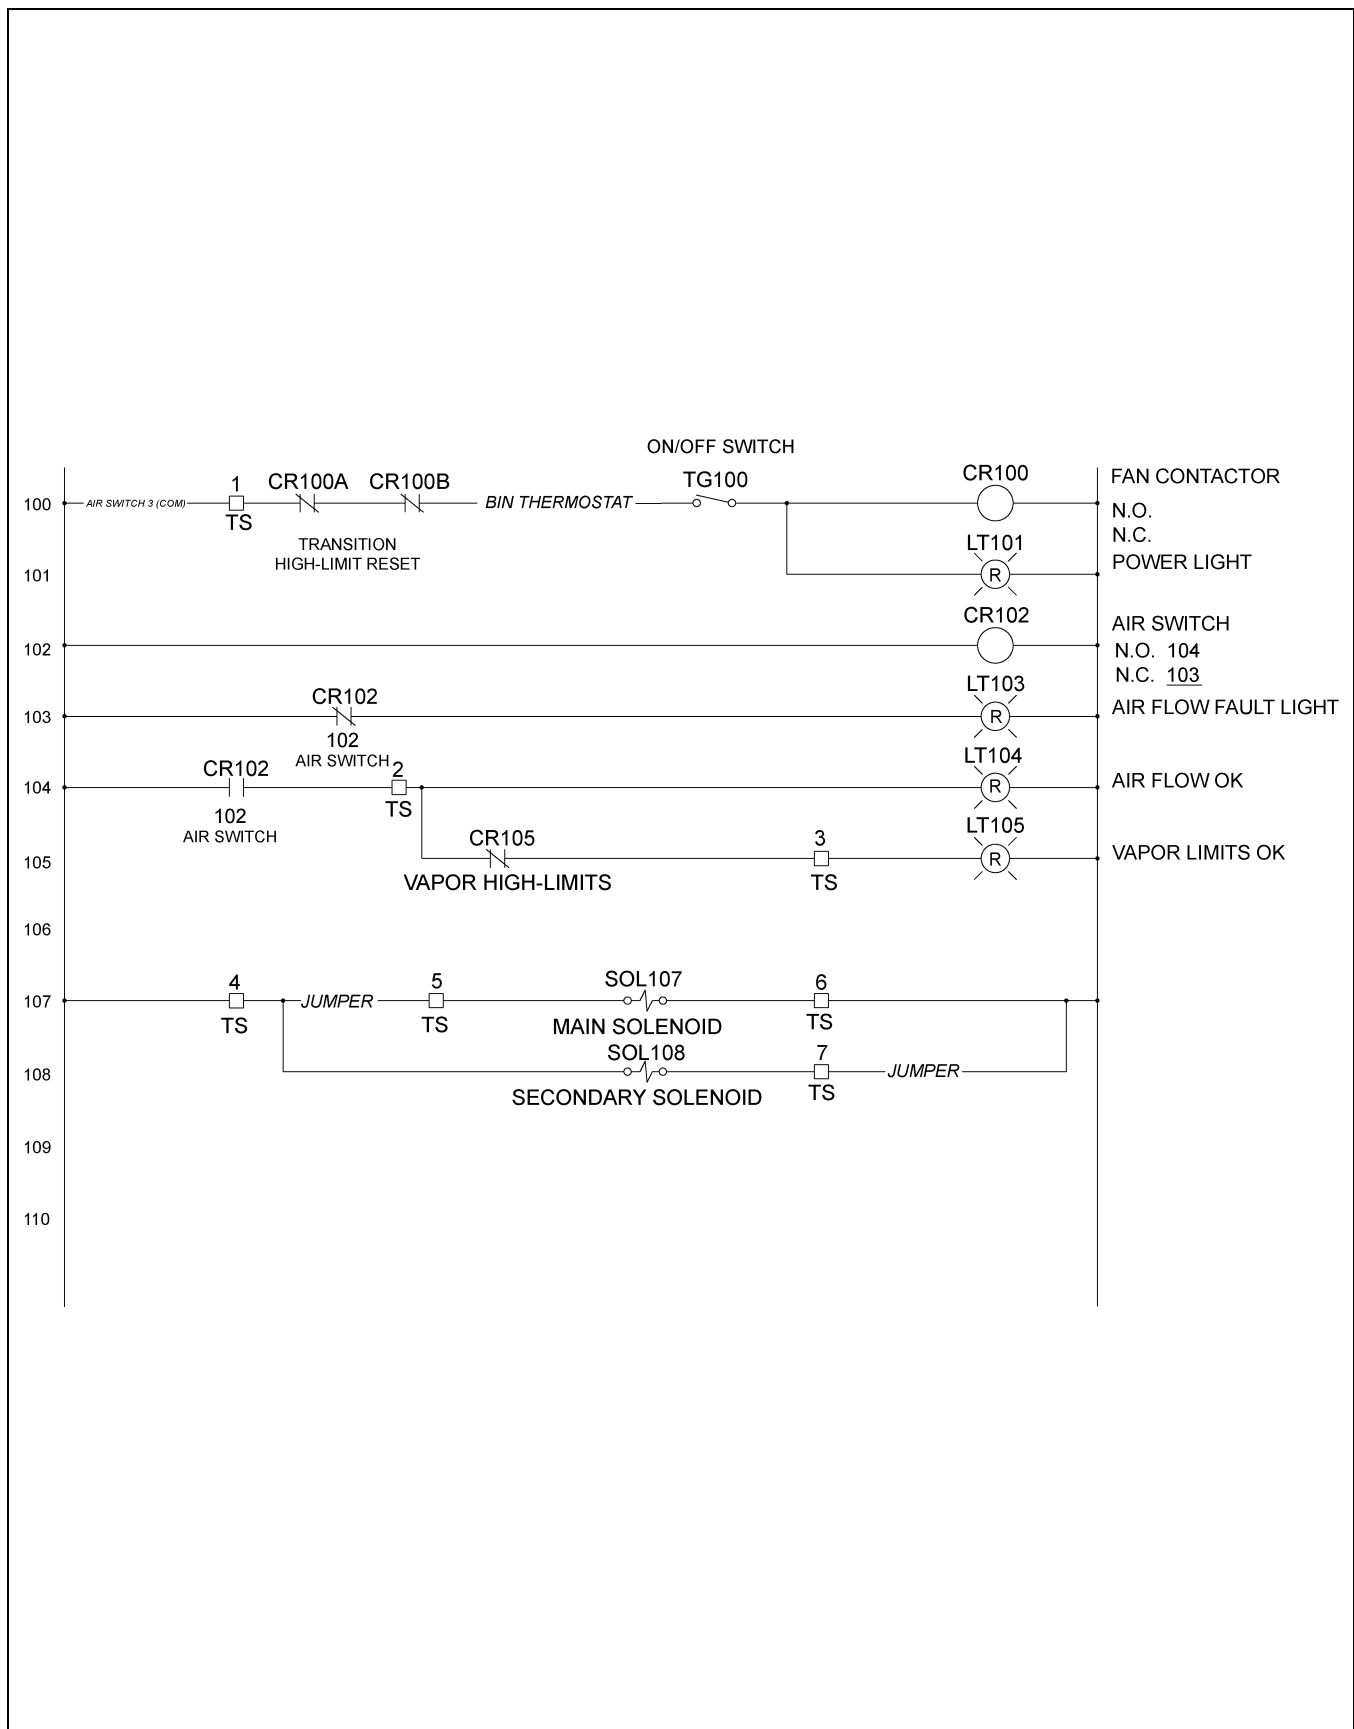 ON/OFF SWITCH
100
AIR SWITCH 3 (COM)
1
TS
CR100A
CR100B
TRANSITION
HIGH-LIMIT RESET
BIN THERMOSTAT
TG100
CR100
FAN CONTACTOR
N.O.
N.C.
101
LT101
R
POWER LIGHT
102
CR102
AIR SWITCH
N.O. 104
N.C. 103
103
CR102
102
AIR SWITCH
LT103
R
AIR FLOW FAULT LIGHT
104
CR102
102
AIR SWITCH
2
TS
LT104
R
AIR FLOW OK
105
CR105
VAPOR HIGH-LIMITS
3
TS
LT105
R
VAPOR LIMITS OK
106
107
4
TS
JUMPER
5
TS
SOL107
MAIN SOLENOID
6
TS
108
SOL108
SECONDARY SOLENOID
7
TS
JUMPER
109
110